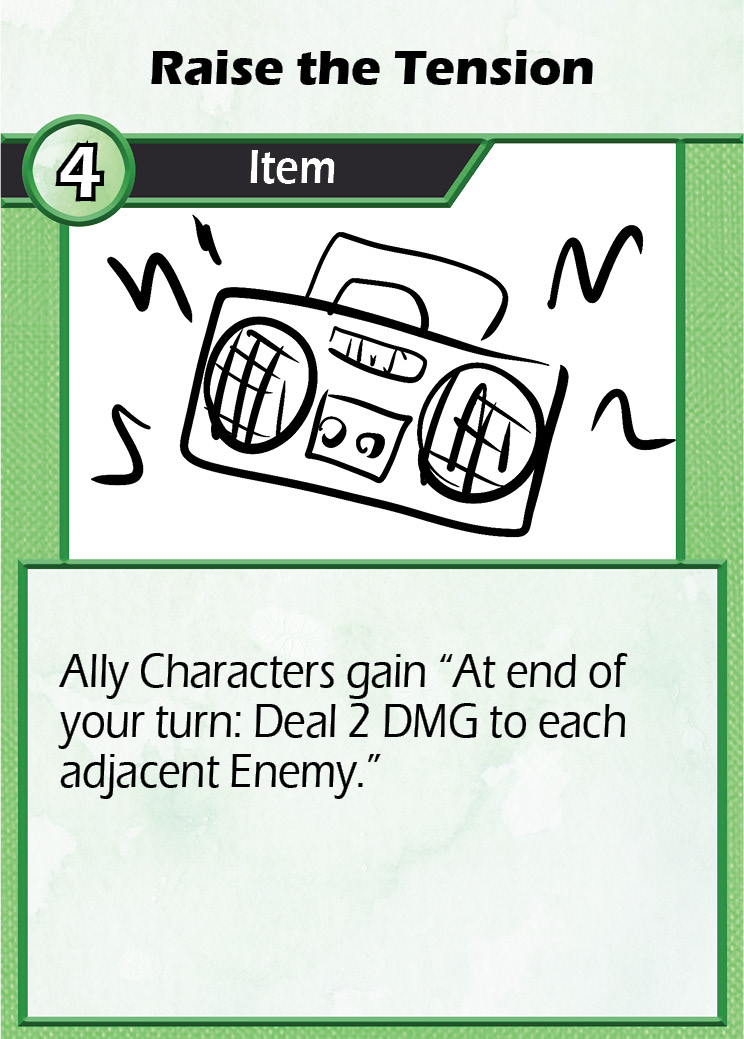 Raise the Tension
4
Item
Ally Characters gain “At end of
your turn: Deal 2 DMG to each
adjacent Enemy.”